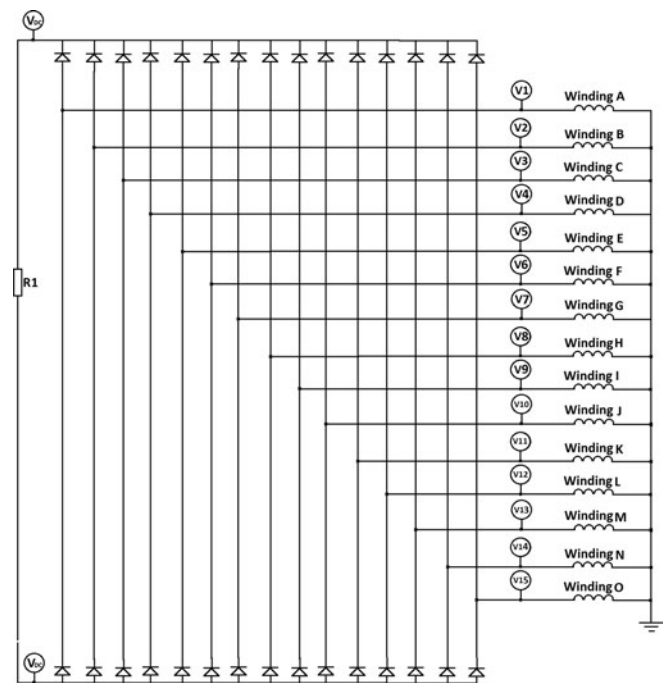 VDC
V1 Winding A
V2 Winding B
V3 Winding C
V4 Winding D
V5 Winding E
V6 Winding F
R1
V7 Winding G
V8 Winding H
V9 Winding I
V10 Winding J
V11 Winding K
V12 Winding L
V13 Winding M
V14 Winding N
V15 Winding O
VDC